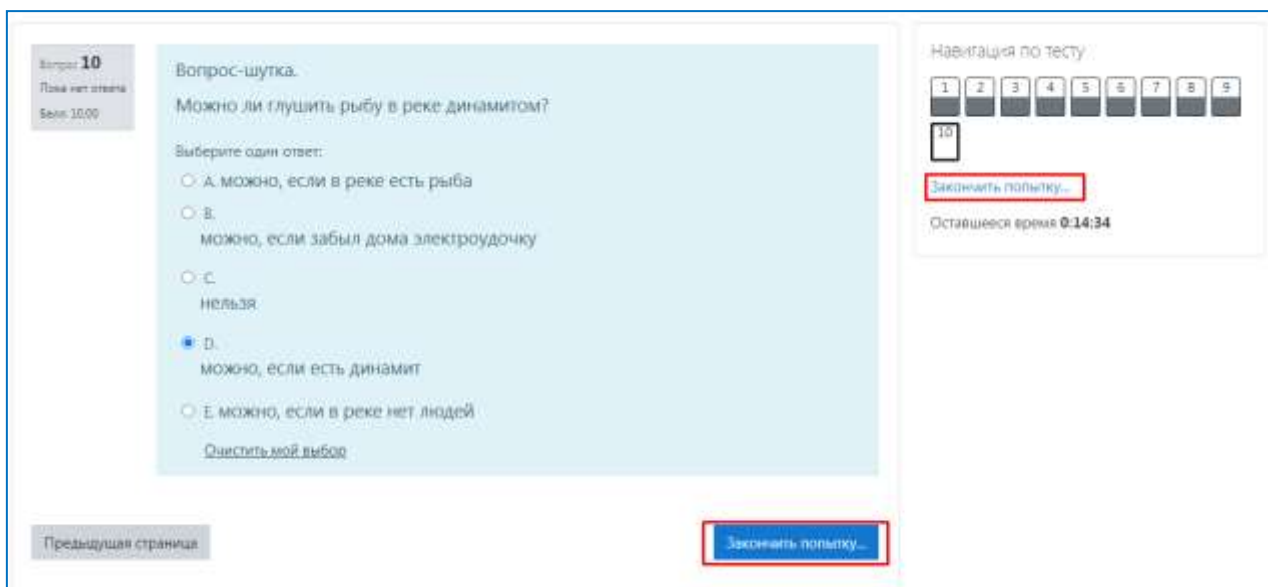 Вопрос 10
Пока нет ответа
Балл: 10,00
Вопрос-шутка.
Можно ли глушить рыбу в реке динамитом?
Выберите один ответ:
A. можно, если в реке есть рыба
B.
можно, если забыл дома электроудочку
C.
нельзя
D.
можно, если есть динамит
E. можно, если в реке нет людей
Очистить мой выбор
Предыдущая страница
Закончить попытку...
Навигация по тесту
1 2 3 4 5 6 7 8 9
10
Закончить попытку...
Оставшееся время 0:14:34